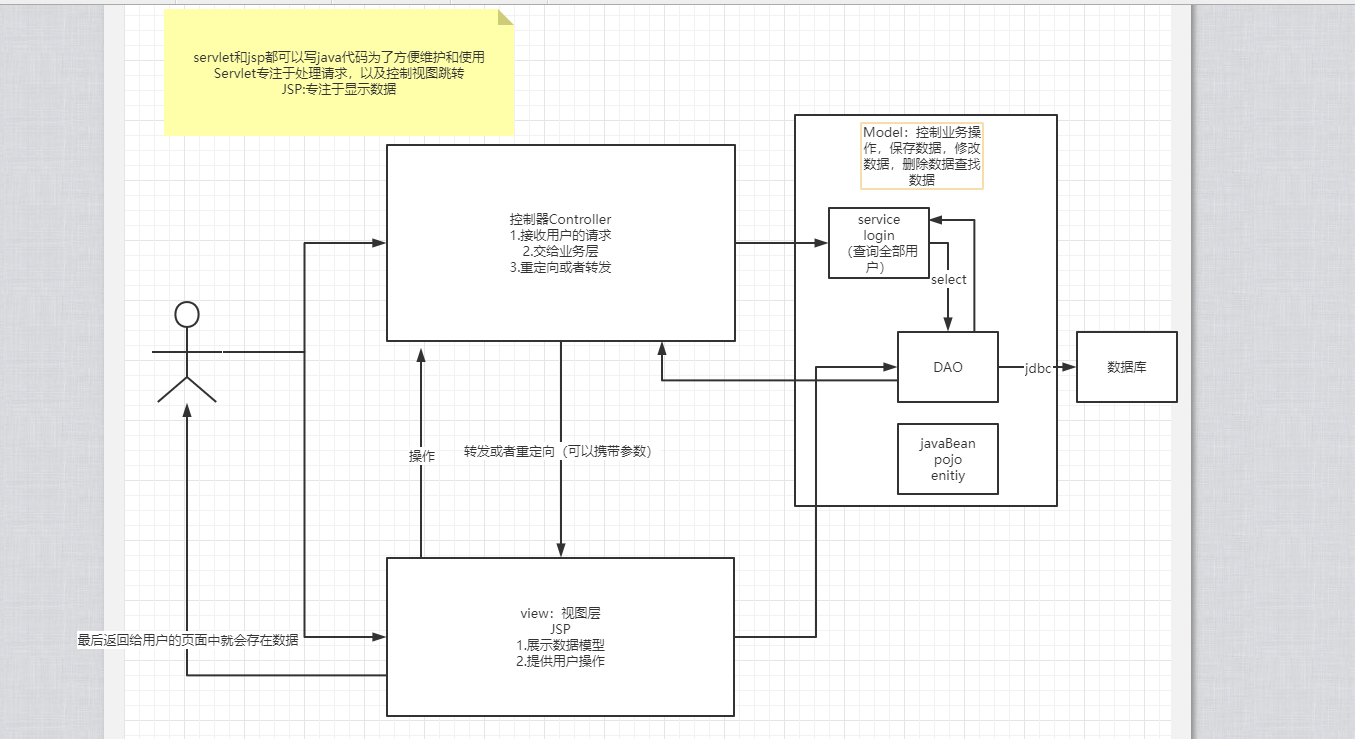 servlet和jsp都可以写java代码为了方便维护和使用
Servlet专注于处理请求，以及控制视图跳转
JSP:专注于显示数据
Model：控制业务操
作，保存数据，修改
数据，删除数据查找
数据
控制器Controller
1.接收用户的请求
2.交给业务层
3.重定向或者转发
service
login
（查询全部用
户）
select
DAO
jdbc
数据库
javaBean
pojo
enitiy
操作
转发或者重定向（可以携带参数）
view：视图层
JSP
1.展示数据模型
2.提供用户操作
最后返回给用户的页面中就会存在数据